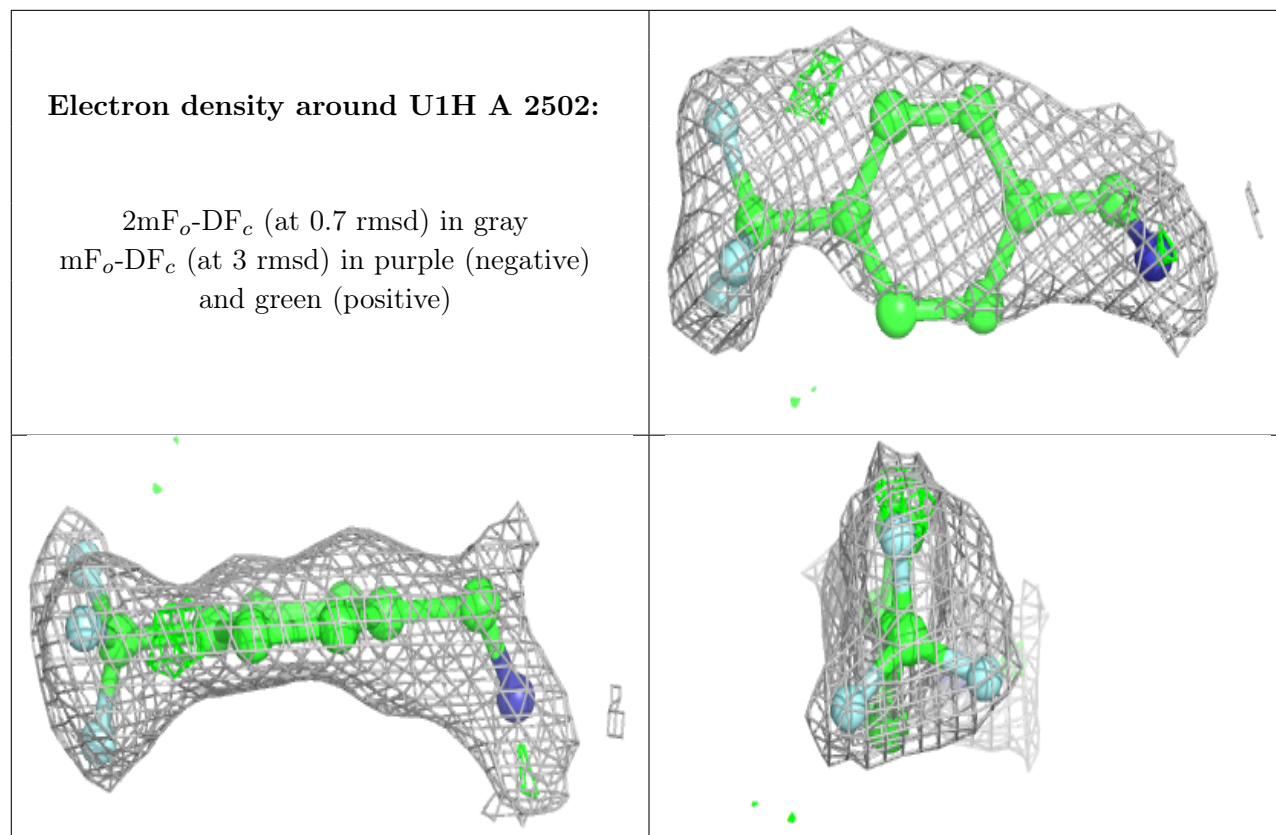 Electron density around U1H A 2502:
2mFo-DFc (at 0.7 rmsd) in gray
mFo-DFc (at 3 rmsd) in purple (negative)
and green (positive)